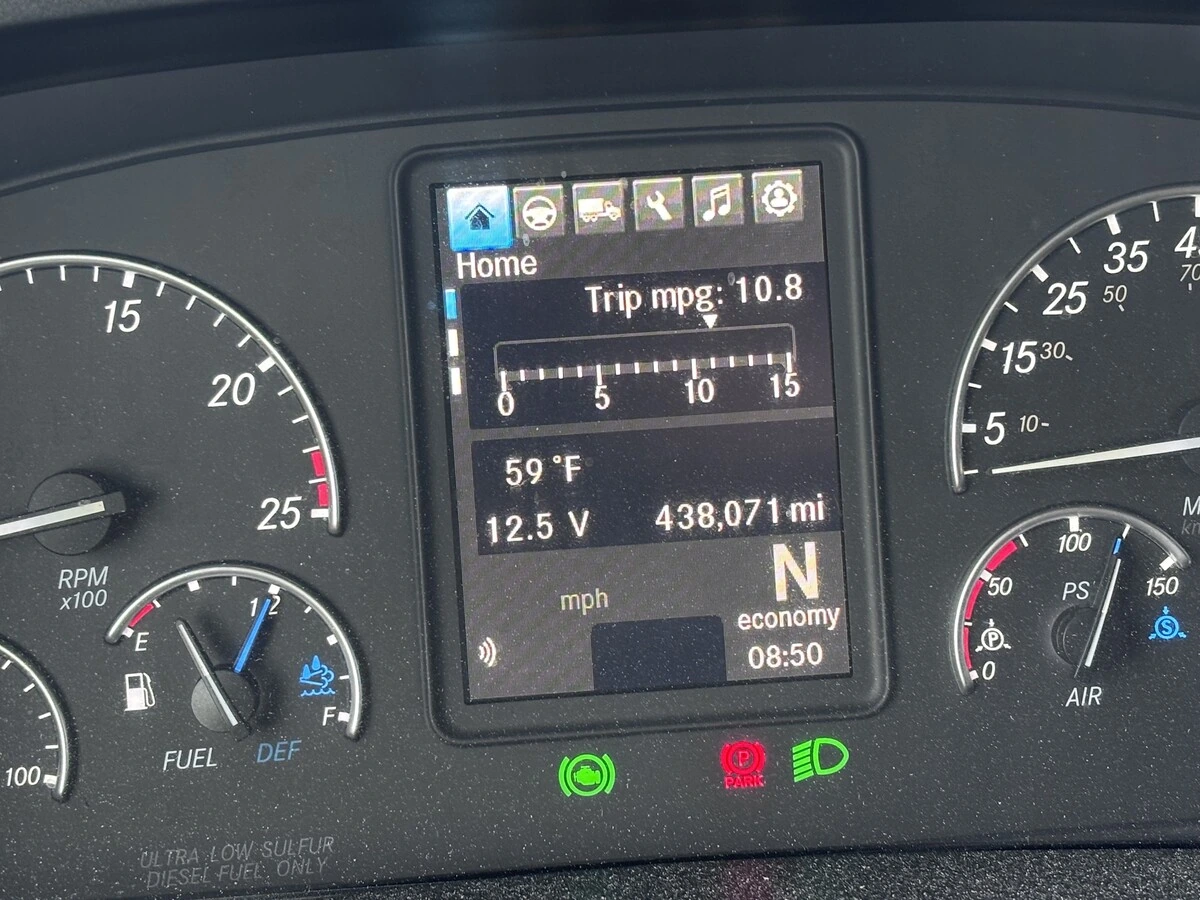 Home
Trip mpg: 10.8
0 5 10 15
59 °F
12.5 V 438,071 mi
mph
N
economy
08:50
15
20
25
RPM
x100
E
1/2
F
FUEL DEF
100
ULTRA LOW SULFUR
DIESEL FUEL ONLY
P
PARK
35
25
50
15 30
5 10
70
0
50
100
150
P
S
AIR